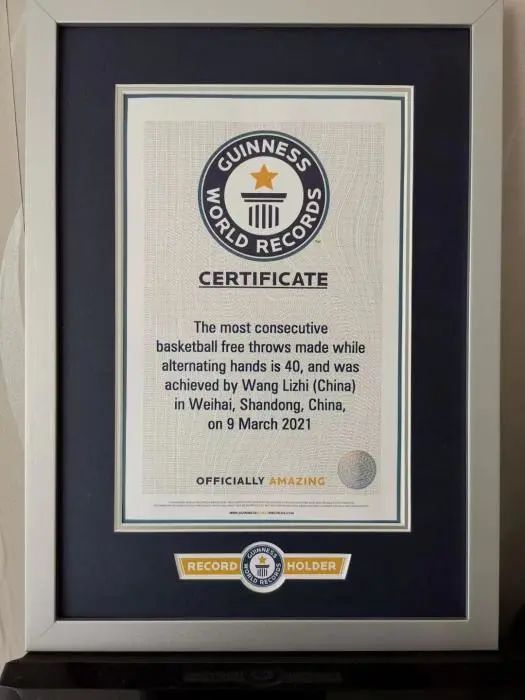 GUINNESS
WORLD RECORDS
™
CERTIFICATE
The most consecutive
basketball free throws made while
alternating hands is 40, and was
achieved by Wang Lizhi (China)
in Weihai, Shandong, China,
on 9 March 2021
OFFICIALLY AMAZING
RECORD
GUINNESS
WORLD RECORDS
HOLDER